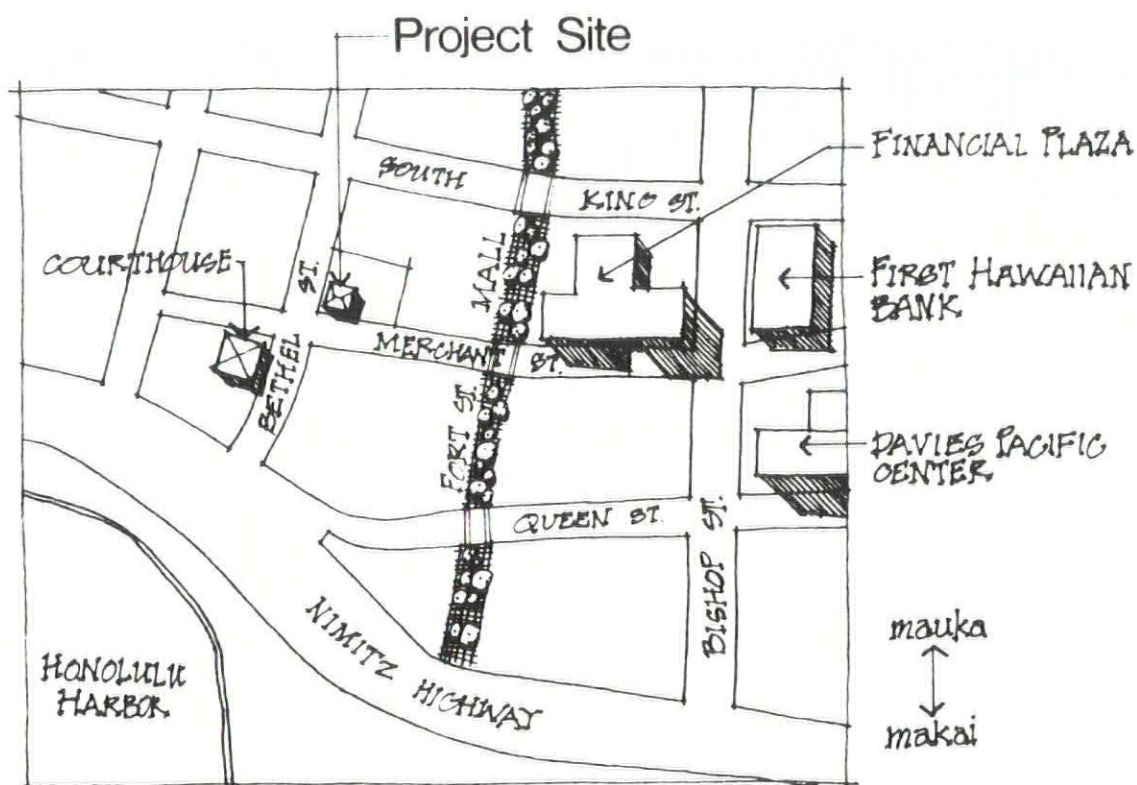 Project Site
FINANCIAL PLAZA
SOUTH
KING ST.
COURTHOUSE
ST.
MALL
FIRST HAWAIIAN
BANK
MERCHANT
ST.
BETHEL
FORT ST.
DAVIES PACIFIC
CENTER
QUEEN ST.
BISHOP ST.
NIMITZ HIGHWAY
HONOLULU
HARBOR
mauka
makai